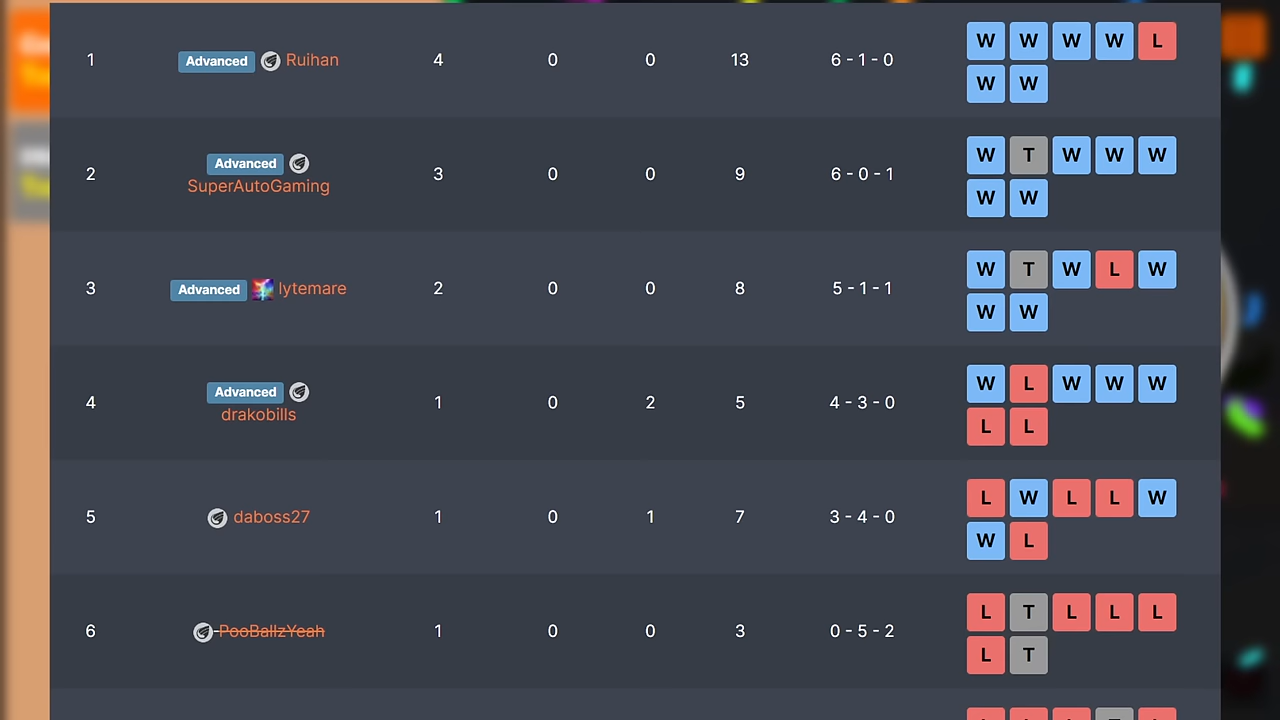 1 Advanced Ruihan 4 0 0 13 6 - 1 - 0 W W W W L
W W
2 Advanced
SuperAutoGaming 3 0 0 9 6 - 0 - 1 W T W W W
W W
3 Advanced lytemare 2 0 0 8 5 - 1 - 1 W T W L W
W W
4 Advanced
drakobills 1 0 2 5 4 - 3 - 0 W L W W W
L L
5 daboss27 1 0 1 7 3 - 4 - 0 L W L L W
W L
6 PooBallzYeah 1 0 0 3 0 - 5 - 2 L T L L L
L T